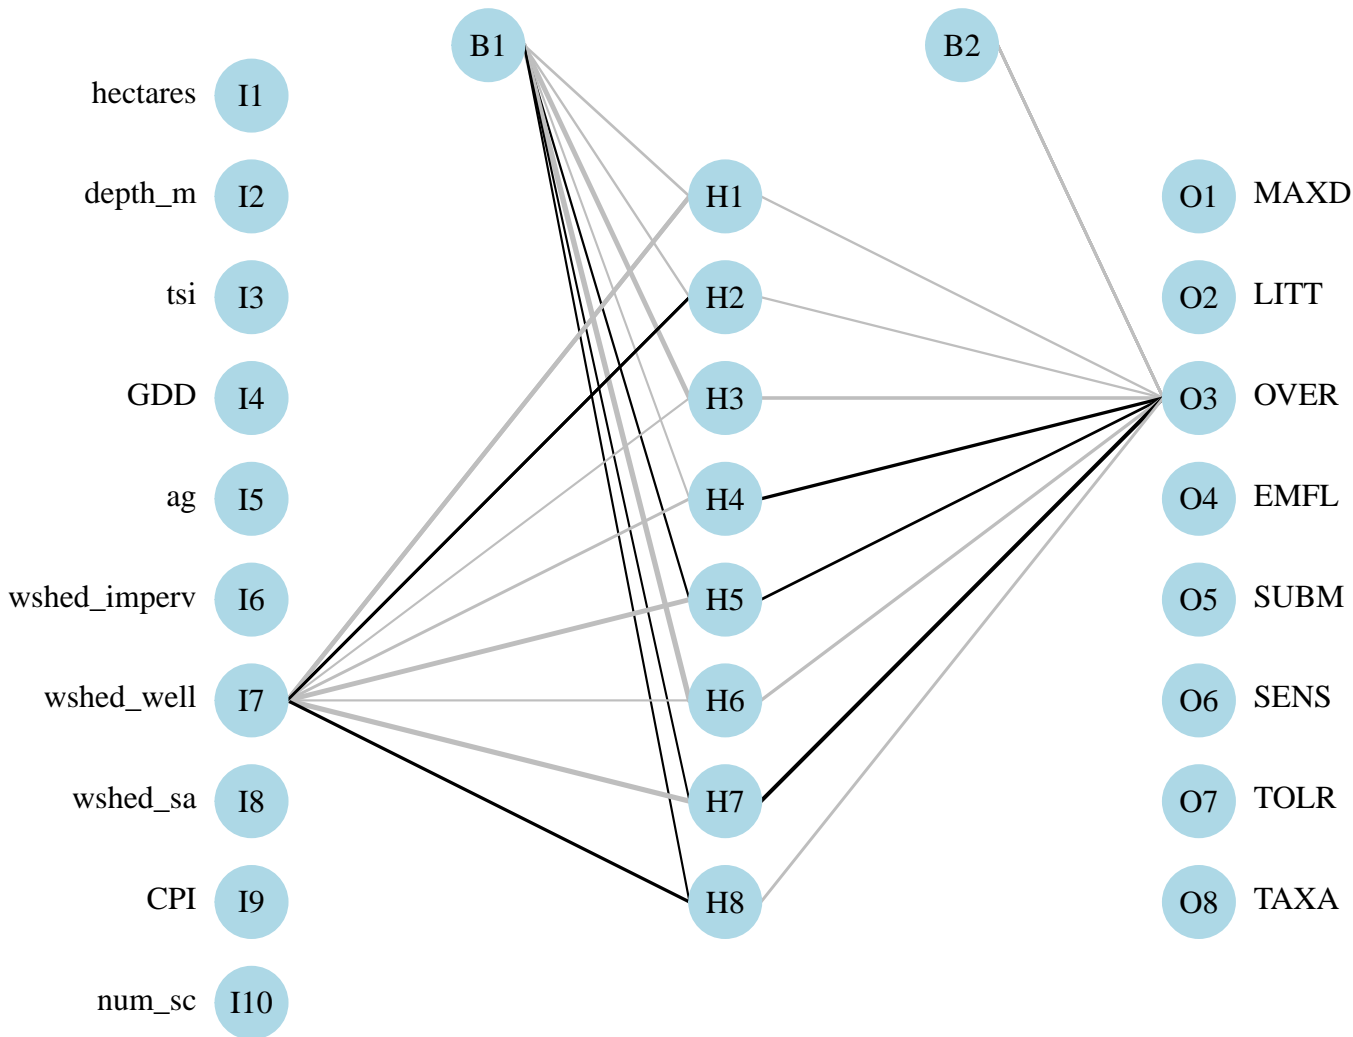 B1 B2
hectares I1
depth_m I2 H1 O1 MAXD
tsi I3 H2 O2 LITT
GDD I4 H3 O3 OVER
ag I5 H4 O4 EMFL
wshed_imperv I6 H5 O5 SUBM
wshed_well I7 H6 O6 SENS
wshed_sa I8 H7 O7 TOLR
CPI I9 H8 O8 TAXA
num_sc I10